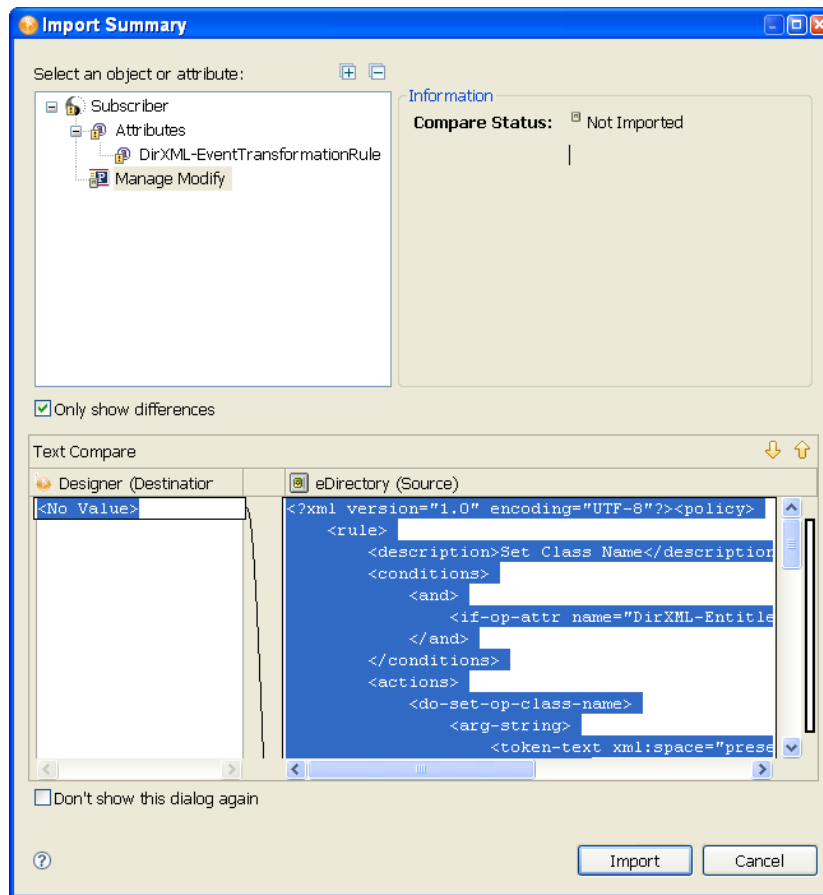 Import Summary
Select an object or attribute:
Subscriber
Attributes
DirXML-EventTransformationRule
Manage Modify
Information
Compare Status: Not Imported
Only show differences
Text Compare
Designer (Destination
eDirectory (Source)
<No Value>
<?xml version="1.0" encoding="UTF-8"?><policy>
<rule>
<description>Set Class Name</description
<conditions>
<and>
<if-op-attr name="DirXML-Entitle
</and>
</conditions>
<actions>
<do-set-op-class-name>
<arg-string>
<token-text xml:space="prese
Don't show this dialog again
Import
Cancel